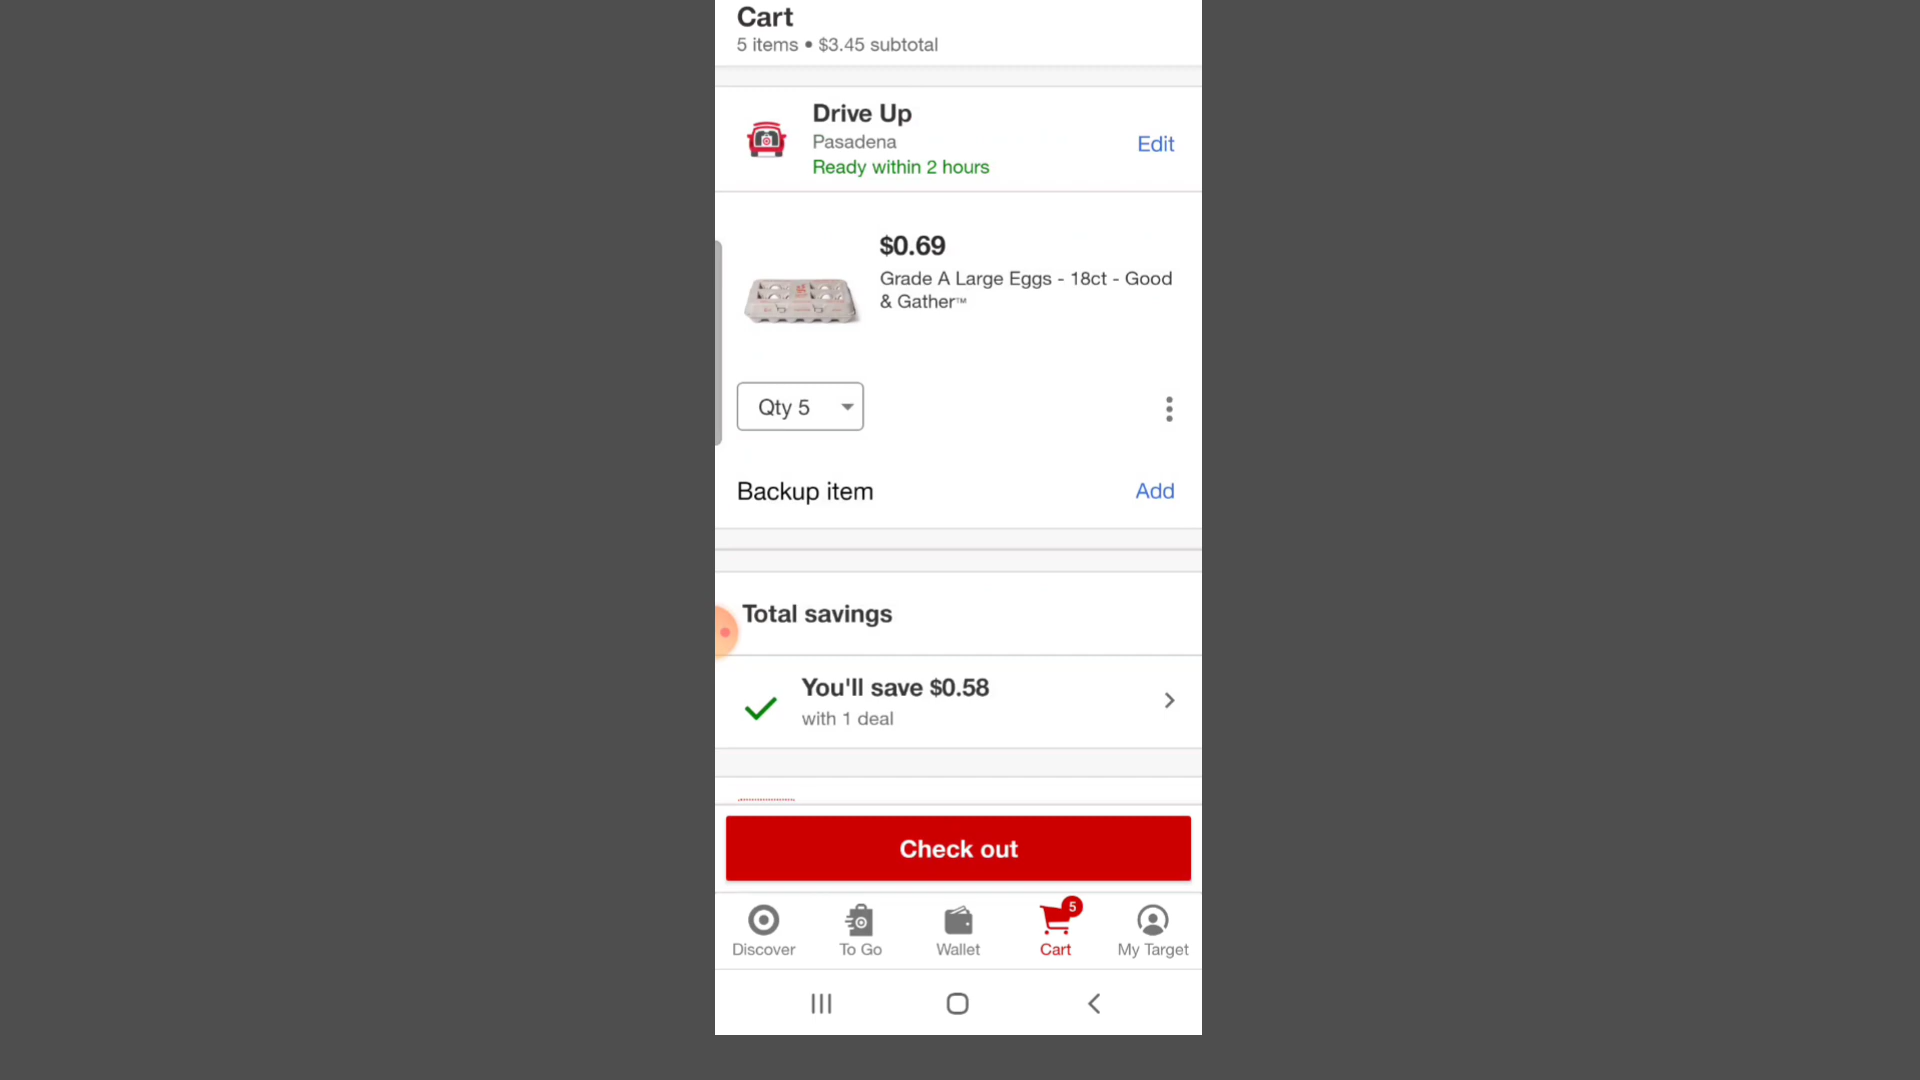 Cart
5 items • $3.45 subtotal
Drive Up
Pasadena
Edit
Ready within 2 hours
$0.69
Grade A Large Eggs - 18ct - Good
& Gather™
Qty 5
Backup item
Add
Total savings
You'll save $0.58
with 1 deal
Check out
5
Discover
To Go
Wallet
Cart
My Target